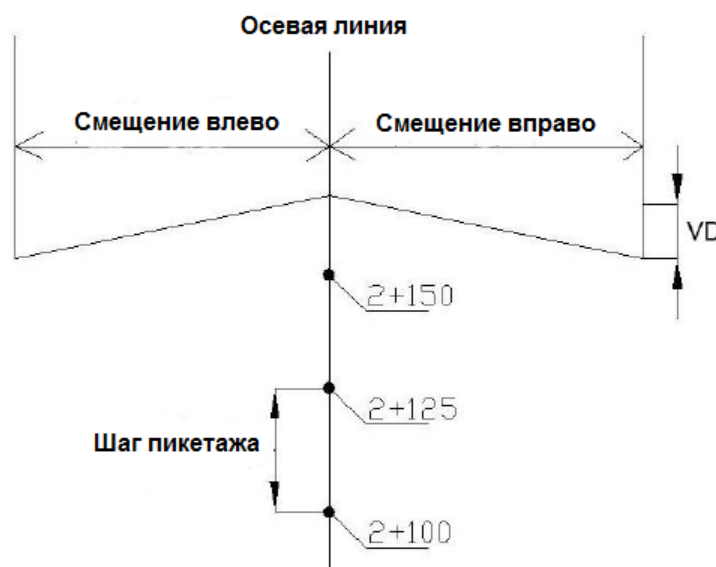 Осевая линия
Смещение влево
Смещение вправо
VD
2+150
2+125
Шаг пикетажа
2+100